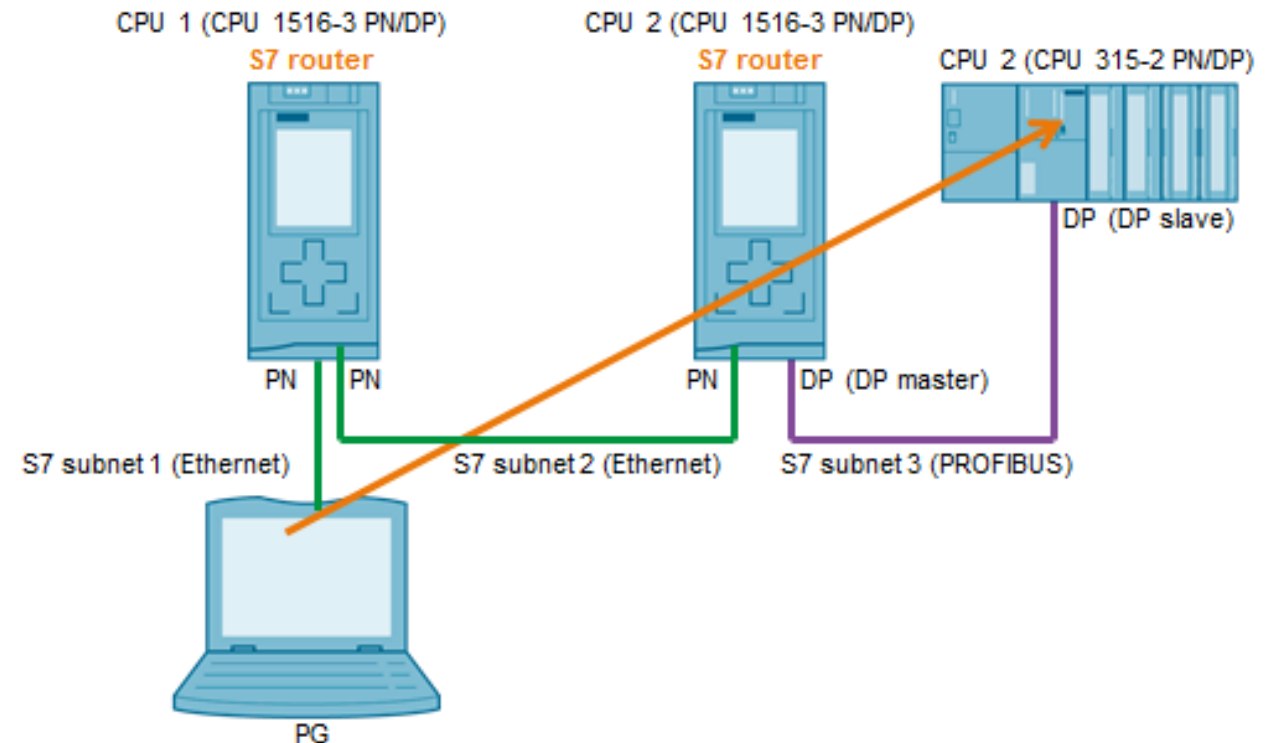 CPU 1 (CPU 1516-3 PN/DP)
S7 router
CPU 2 (CPU 1516-3 PN/DP)
S7 router
CPU 2 (CPU 315-2 PN/DP)
DP (DP slave)
PN
PN
PN
DP (DP master)
S7 subnet 1 (Ethernet)
S7 subnet 2 (Ethernet)
S7 subnet 3 (PROFIBUS)
PG